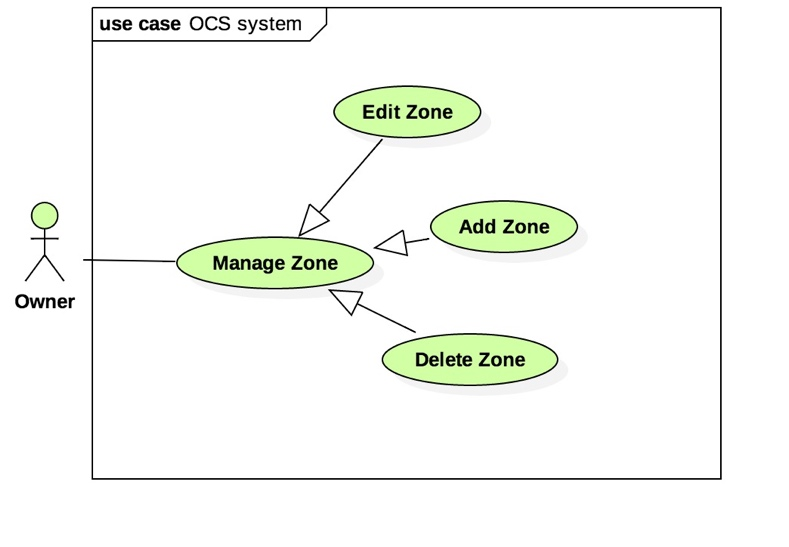 use case OCS system
Edit Zone
Add Zone
Manage Zone
Owner
Delete Zone